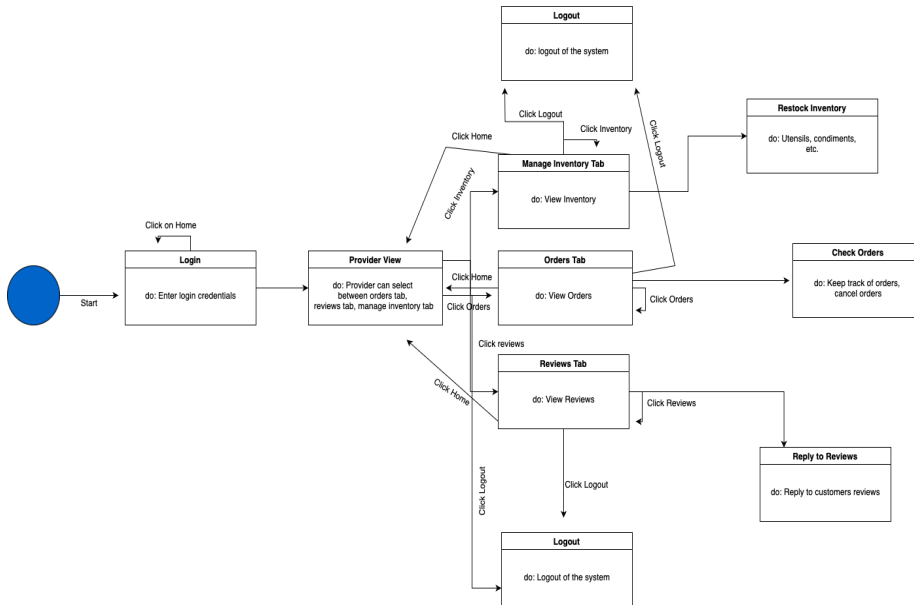 Logout
do: logout of the system
Click Logout
Click Inventory
Click Home
Click Logout
Restock Inventory
do: Utensils, condiments,
etc.
Manage Inventory Tab
do: View Inventory
Click Inventory
Click on Home
Login
do: Enter login credentials
Start
Provider View
do: Provider can select
between orders tab,
reviews tab, manage inventory tab
Click Home
Click Orders
Orders Tab
do: View Orders
Click Orders
Check Orders
do: Keep track of orders,
cancel orders
Click reviews
Click Home
Reviews Tab
do: View Reviews
Click Reviews
Reply to Reviews
do: Reply to customers reviews
Click Logout
Click Logout
Logout
do: Logout of the system